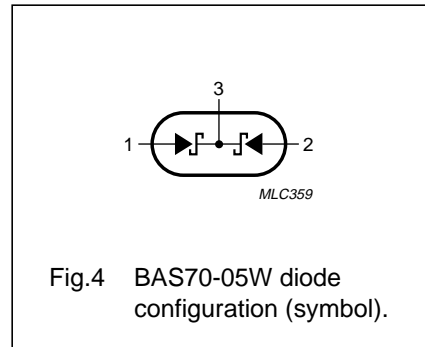 3
1
2
MLC359
Fig.4 BAS70-05W diode
configuration (symbol).